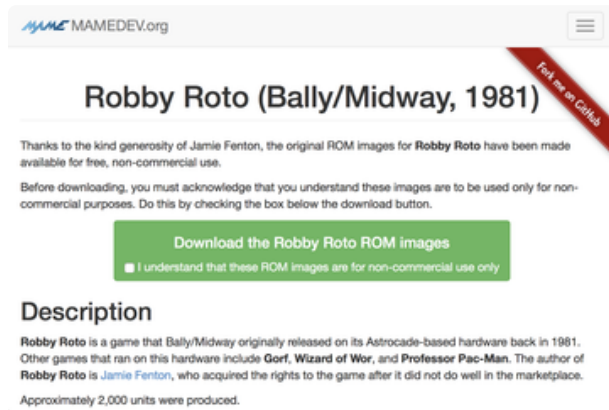 MAME MAMEDEV.org
Fork me on GitHub
Robby Roto (Bally/Midway, 1981)
Thanks to the kind generosity of Jamie Fenton, the original ROM images for Robby Roto have been made
available for free, non-commercial use.
Before downloading, you must acknowledge that you understand these images are to be used only for non-
commercial purposes. Do this by checking the box below the download button.
Download the Robby Roto ROM images
I understand that these ROM images are for non-commercial use only
Description
Robby Roto is a game that Bally/Midway originally released on its Astrocade-based hardware back in 1981.
Other games that ran on this hardware include Gorf, Wizard of Wor, and Professor Pac-Man. The author of
Robby Roto is Jamie Fenton, who acquired the rights to the game after it did not do well in the marketplace.
Approximately 2,000 units were produced.